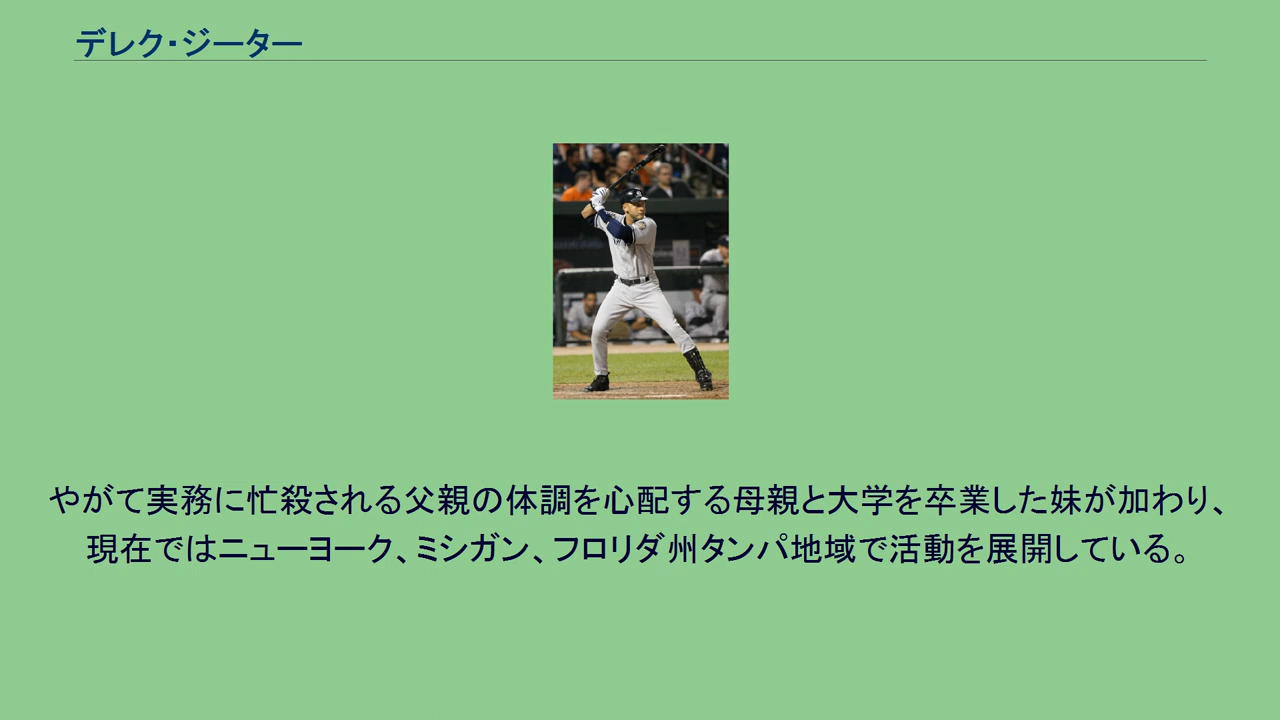 デレク・ジーター
やがて実務に忙殺される父親の体調を心配する母親と大学を卒業した妹が加わり、
現在ではニューヨーク、ミシガン、フロリダ州タンパ地域で活動を展開している。